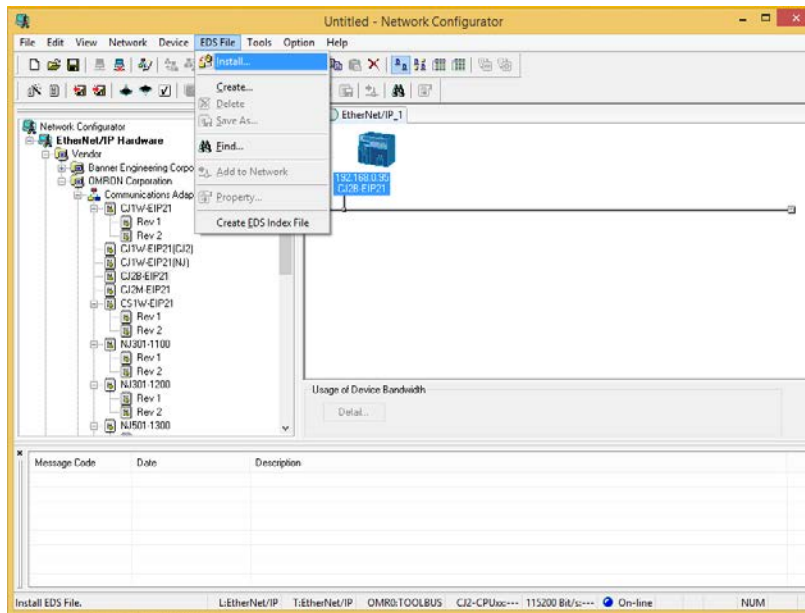 Untitled - Network Configurator
File Edit View Network Device EDS File Tools Option Help
Install...
Create...
Delete
Save As...
Find...
Add to Network
Property...
Create EDS Index File
Network Configurator
EtherNet/IP Hardware
Vendor
Banner Engineering Corpo
OMRON Corporation
Communications Adap
CJ1W-EIP21
Rev 1
Rev 2
CJ1W-EIP21(CJ2)
CJ1W-EIP21(NJ)
CJ2B-EIP21
CJ2M-EIP21
CS1W-EIP21
Rev 1
Rev 2
NJ301-1100
Rev 1
Rev 2
NJ301-1200
Rev 1
Rev 2
NJ501-1300
EtherNet/IP_1
192.168.0.95
CJ2B-EIP21
Usage of Device Bandwidth
Detail...
Message Code Date Description
Install EDS File. L:EtherNet/IP T:EtherNet/IP OMR0:TOOLBUS CJ2-CPUxx:--- 115200 Bit/s:--- On-line NUM